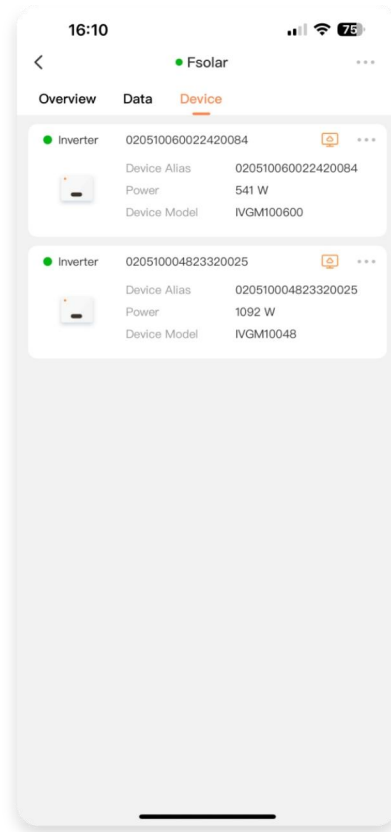 16:10
75
Fsolar
Overview Data Device
Inverter 020510060022420084
Device Alias 020510060022420084
Power 541 W
Device Model IVGM100600
Inverter 020510004823320025
Device Alias 020510004823320025
Power 1092 W
Device Model IVGM10048